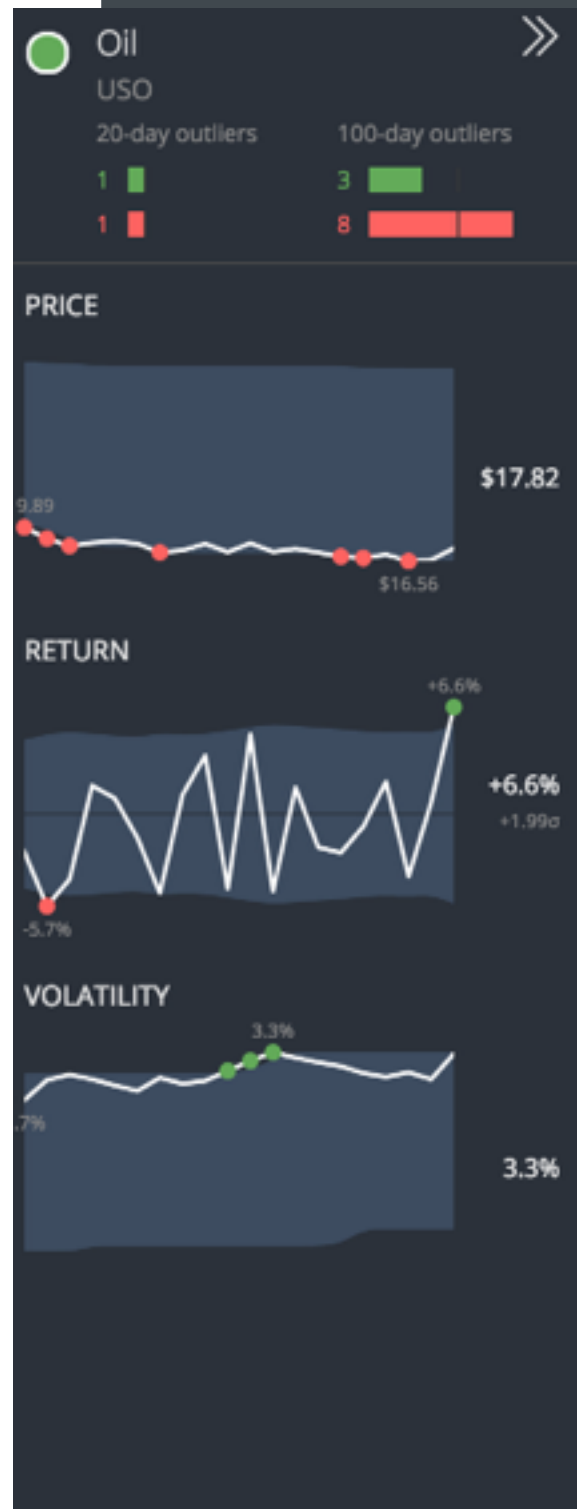 Oil
USO
20-day outliers 100-day outliers
1 3
1 8
PRICE
9.89
$17.82
$16.56
RETURN
+6.6%
+6.6%
+1.99σ
-5.7%
VOLATILITY
3.3%
.7%
3.3%